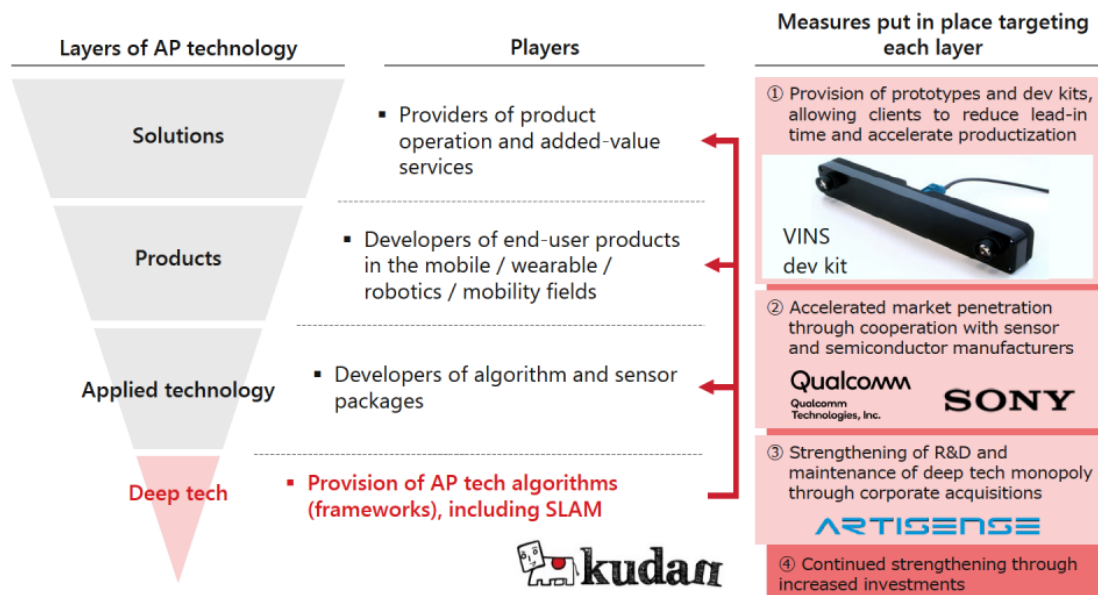 Layers of AP technology
Players
Measures put in place targeting
each layer
Solutions
▪ Providers of product
operation and added-value
services
① Provision of prototypes and dev kits,
allowing clients to reduce lead-in
time and accelerate productization
VINS
dev kit
Products
▪ Developers of end-user products
in the mobile / wearable /
robotics / mobility fields
② Accelerated market penetration
through cooperation with sensor
and semiconductor manufacturers
Qualcomm
Qualcomm
Technologies, Inc.
SONY
Applied technology
▪ Developers of algorithm and sensor
packages
③ Strengthening of R&D and
maintenance of deep tech monopoly
through corporate acquisitions
ARTISENSE
Deep tech
▪ Provision of AP tech algorithms
(frameworks), including SLAM
kudan
④ Continued strengthening through
increased investments